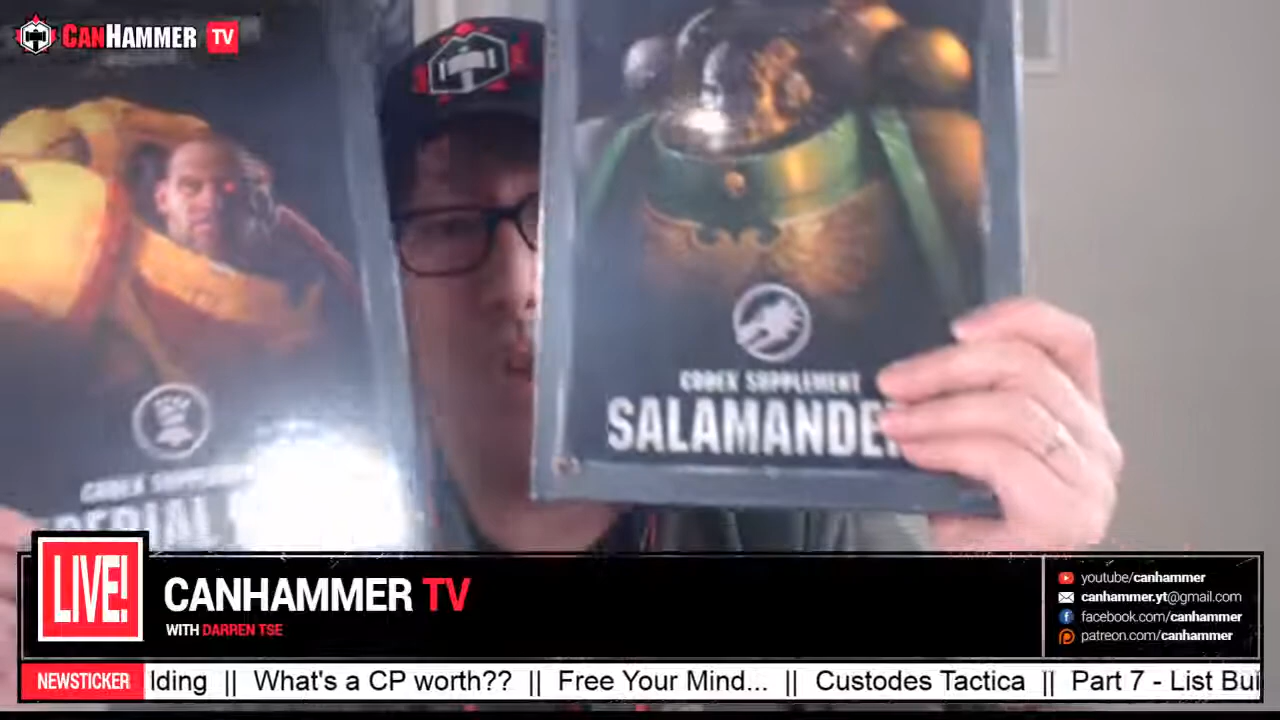 CANHAMMER TV
CODEX SUPPLEMENT
SALAMANDE
CODEX
LIVE!
CANHAMMER TV
WITH DARREN TSE
youtube/canhammer
canhammer.yt@gmail.com
facebook.com/canhammer
patreon.com/canhammer
NEWSTICKER
lding || What's a CP worth?? || Free Your Mind... || Custodes Tactica || Part 7 - List Bui